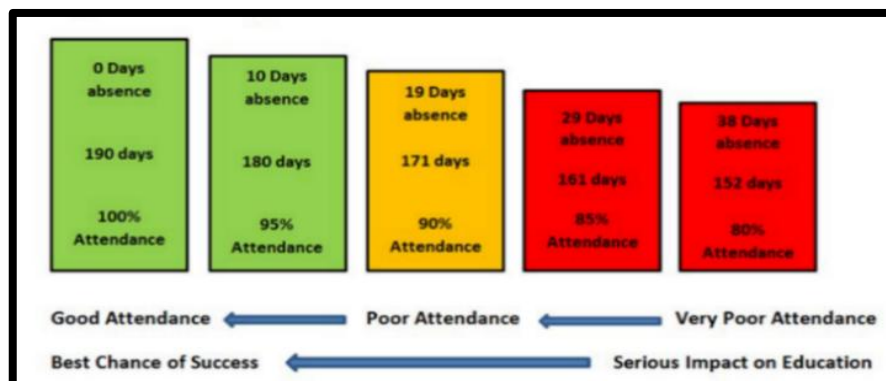 0 Days
absence
190 days
100%
Attendance
10 Days
absence
180 days
95%
Attendance
19 Days
absence
171 days
90%
Attendance
29 Days
absence
161 days
85%
Attendance
38 Days
absence
152 days
80%
Attendance
Good Attendance Poor Attendance Very Poor Attendance
Best Chance of Success Serious Impact on Education